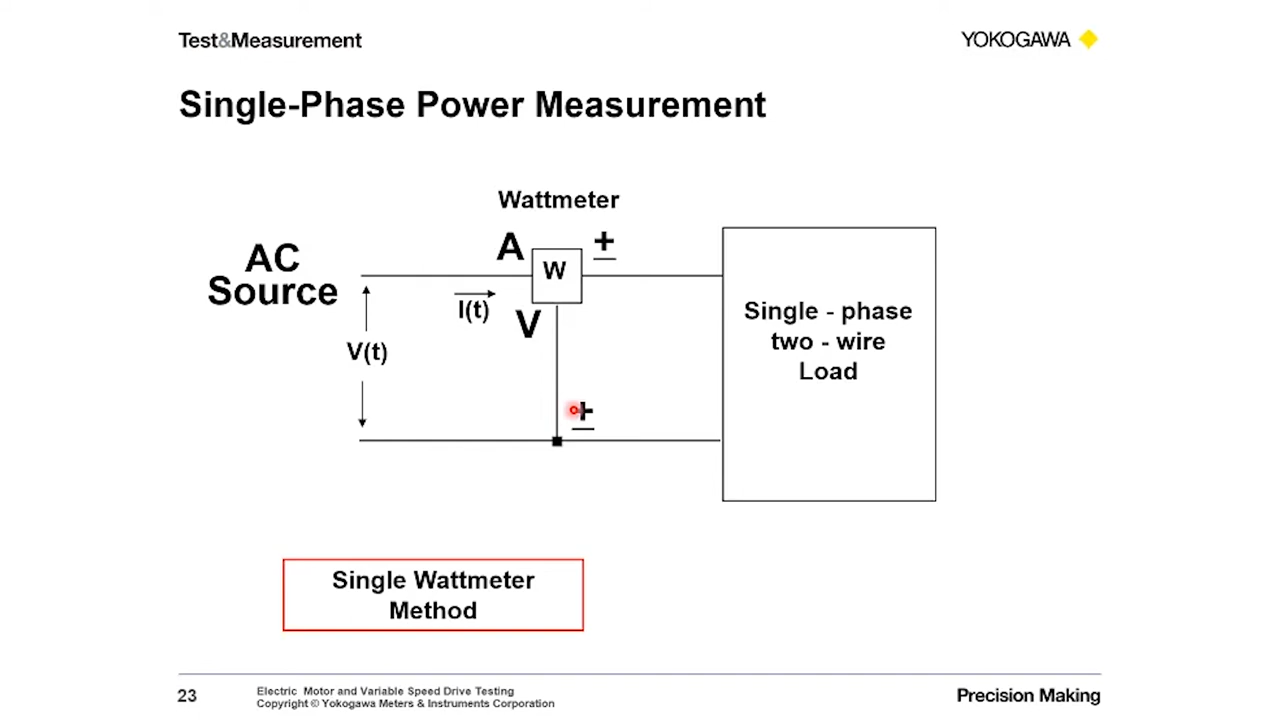 Test&Measurement
YOKOGAWA
Single-Phase Power Measurement
Wattmeter
A
±
W
AC
Source
I(t)
V
V(t)
±
Single - phase
two - wire
Load
Single Wattmeter
Method
23
Electric Motor and Variable Speed Drive Testing
Copyright © Yokogawa Meters & Instruments Corporation
Precision Making